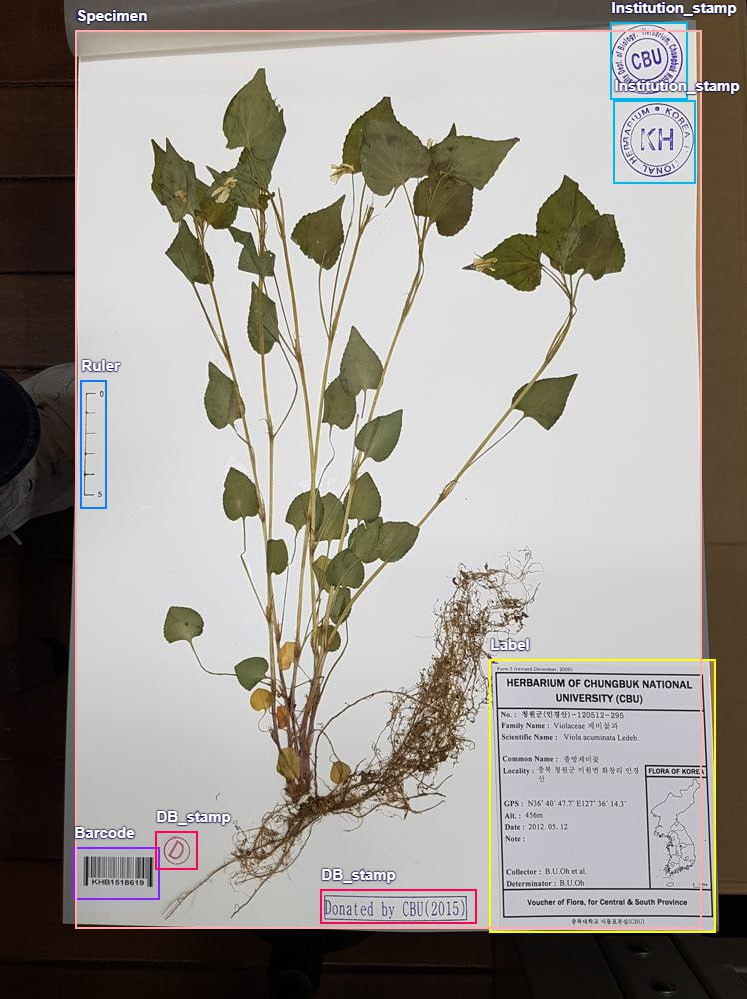 Specimen
Institution_stamp
CBU
Institution_stamp
KH
Ruler
0
5
Label
Form 5 (revised December, 2006)
HERBARIUM OF CHUNGBUK NATIONAL
UNIVERSITY (CBU)
No. : 청원군(인경산)-120512-295
Family Name : Violaceae 제비꽃과
Scientific Name : Viola acuminata Ledeb.
Common Name : 졸방제비꽃
Locality : 충북 청원군 미원면 화창리 인경
산
FLORA OF KOREA
GPS : N36˚ 40′ 47.7″ E127˚ 36′ 14.3″
Alt. : 456m
Date : 2012. 05. 12
Note :
Collector : B.U.Oh et al.
Determinator : B.U.Oh
Voucher of Flora, for Central & South Province
충북대학교 식물표본실(CBU)
DB_stamp
D
Barcode
KHB1518619
DB_stamp
Donated by CBU(2015)